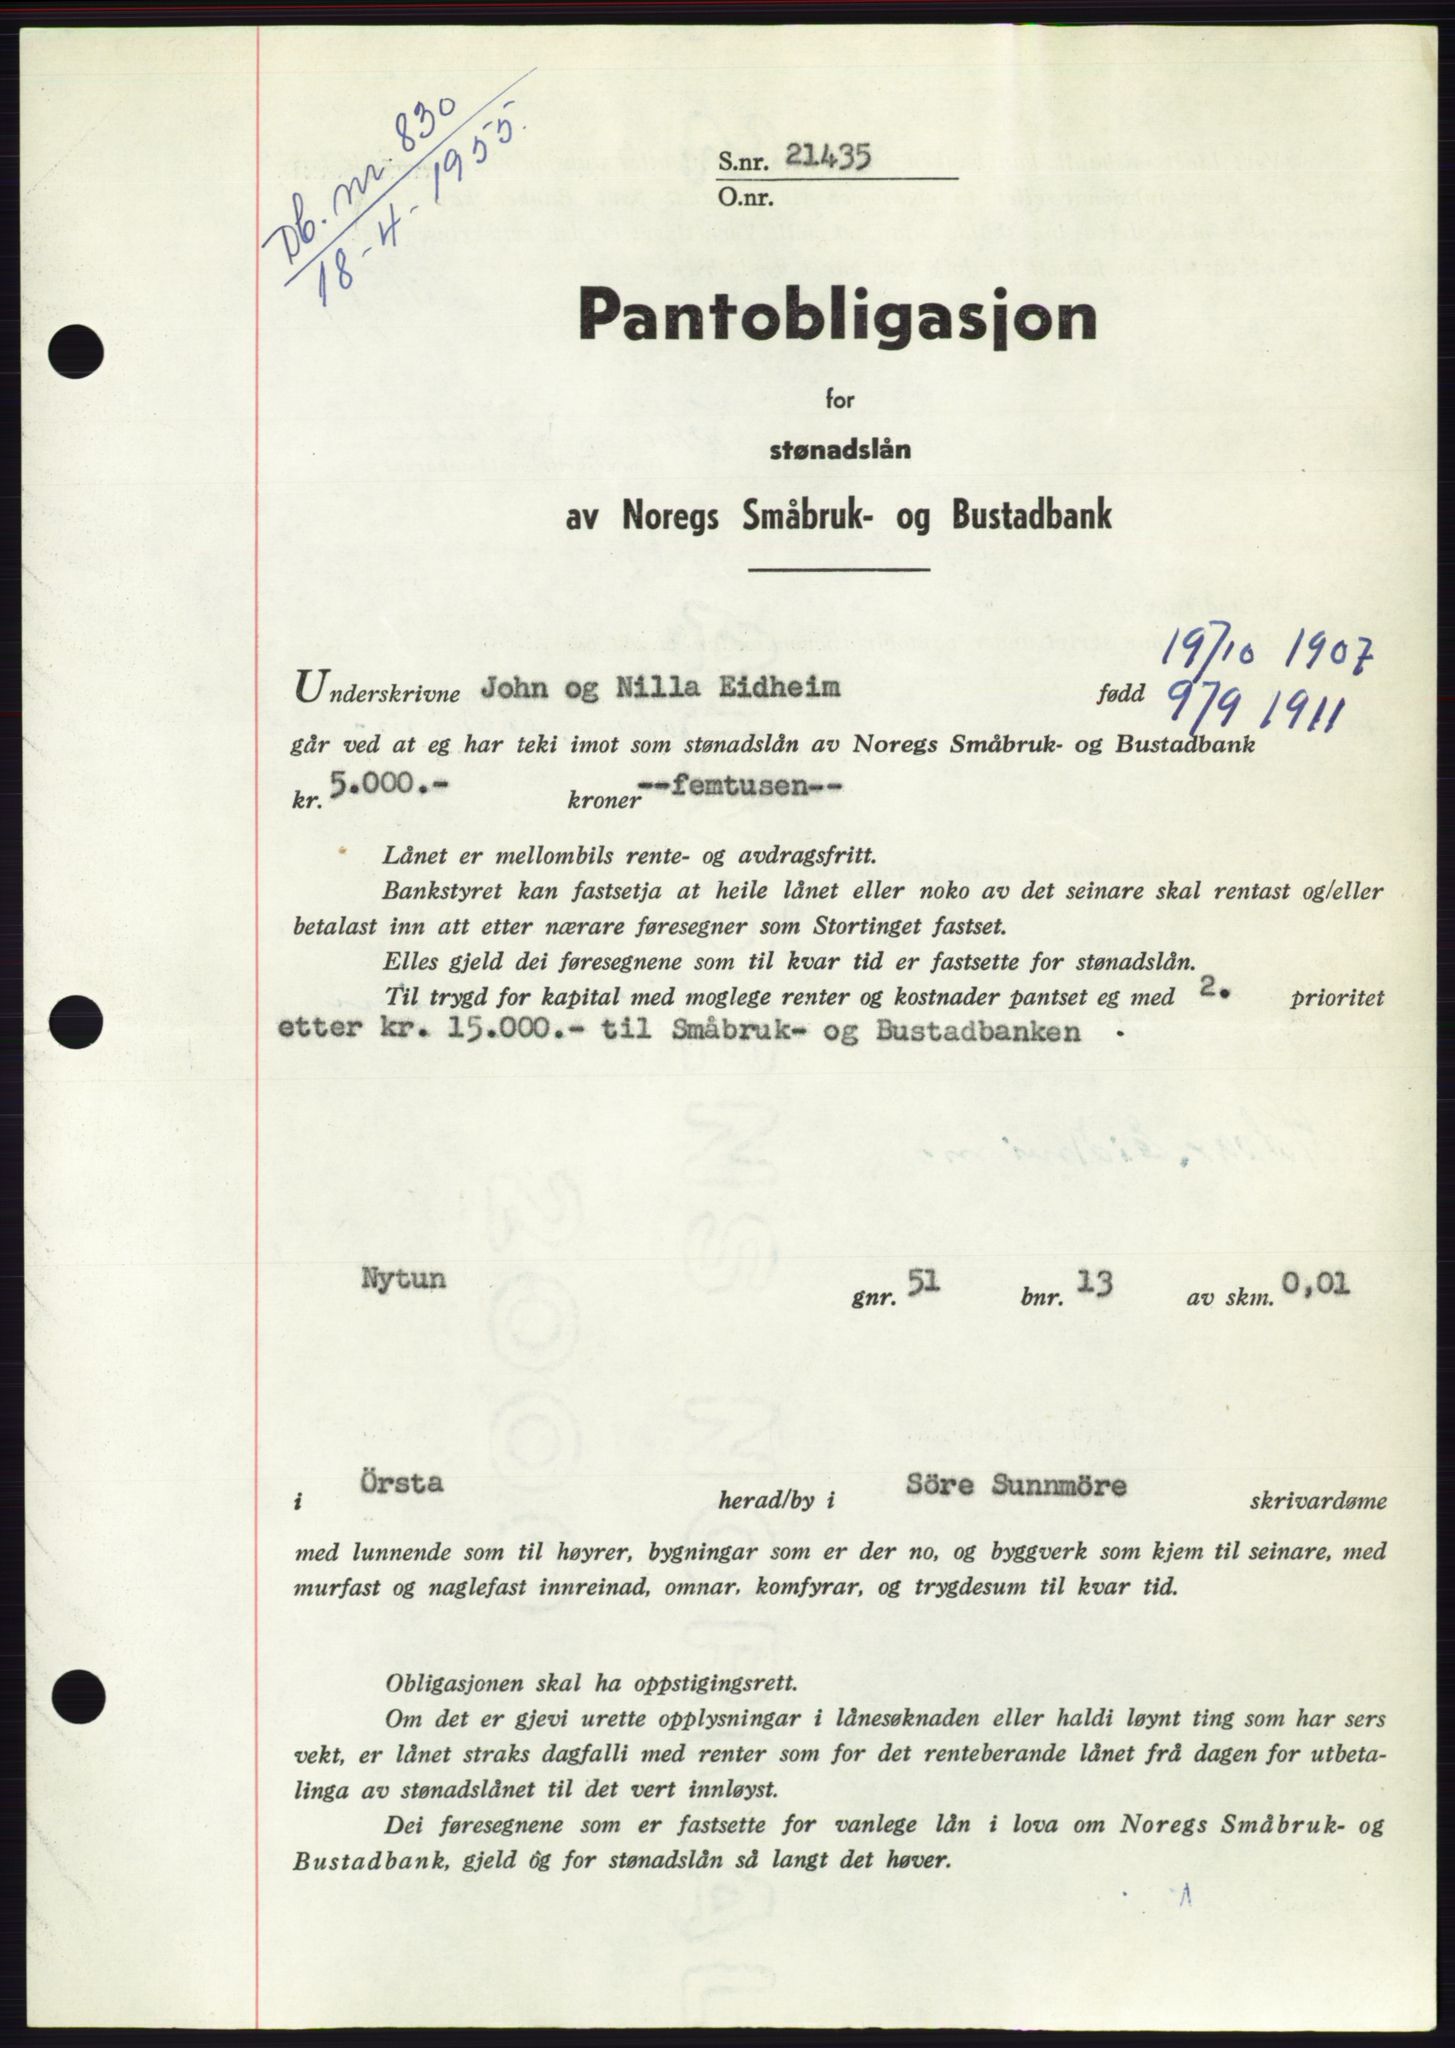 Db. nr. 830
18-4-1955.
S.nr. 21435
O.nr.
Pantobligasjon
for
stønadslån
av Noregs Småbruk- og Bustadbank
19/10 1907
Underskrivne John og Nilla Eidheim fødd 9/9 1911
går ved at eg har teki imot som stønadslån av Noregs Småbruk- og Bustadbank
kr. 5.000.- kroner --femtusen--
Lånet er mellombils rente- og avdragsfritt.
Bankstyret kan fastsetja at heile lånet eller noko av det seinare skal rentast og/eller
betalast inn att etter nærare føresegner som Stortinget fastset.
Elles gjeld dei føresegnene som til kvar tid er fastsette for stønadslån.
Til trygd for kapital med moglege renter og kostnader pantset eg med 2. prioritet
etter kr. 15.000.- til Småbruk- og Bustadbanken .
Nytun gnr. 51 bnr. 13 av skm. 0,01
i Örsta herad/by i Söre Sunnmöre skrivardøme
med lunnende som til høyrer, bygningar som er der no, og byggverk som kjem til seinare, med
murfast og naglefast innreinad, omnar, komfyrar, og trygdesum til kvar tid.
Obligasjonen skal ha oppstigingsrett.
Om det er gjevi urette opplysningar i lånesøknaden eller haldi løynt ting som har sers
vekt, er lånet straks dagfalli med renter som for det renteberande lånet frå dagen for utbeta-
linga av stønadslånet til det vert innløyst.
Dei føresegnene som er fastsette for vanlege lån i lova om Noregs Småbruk- og
Bustadbank, gjeld òg for stønadslån så langt det høver.